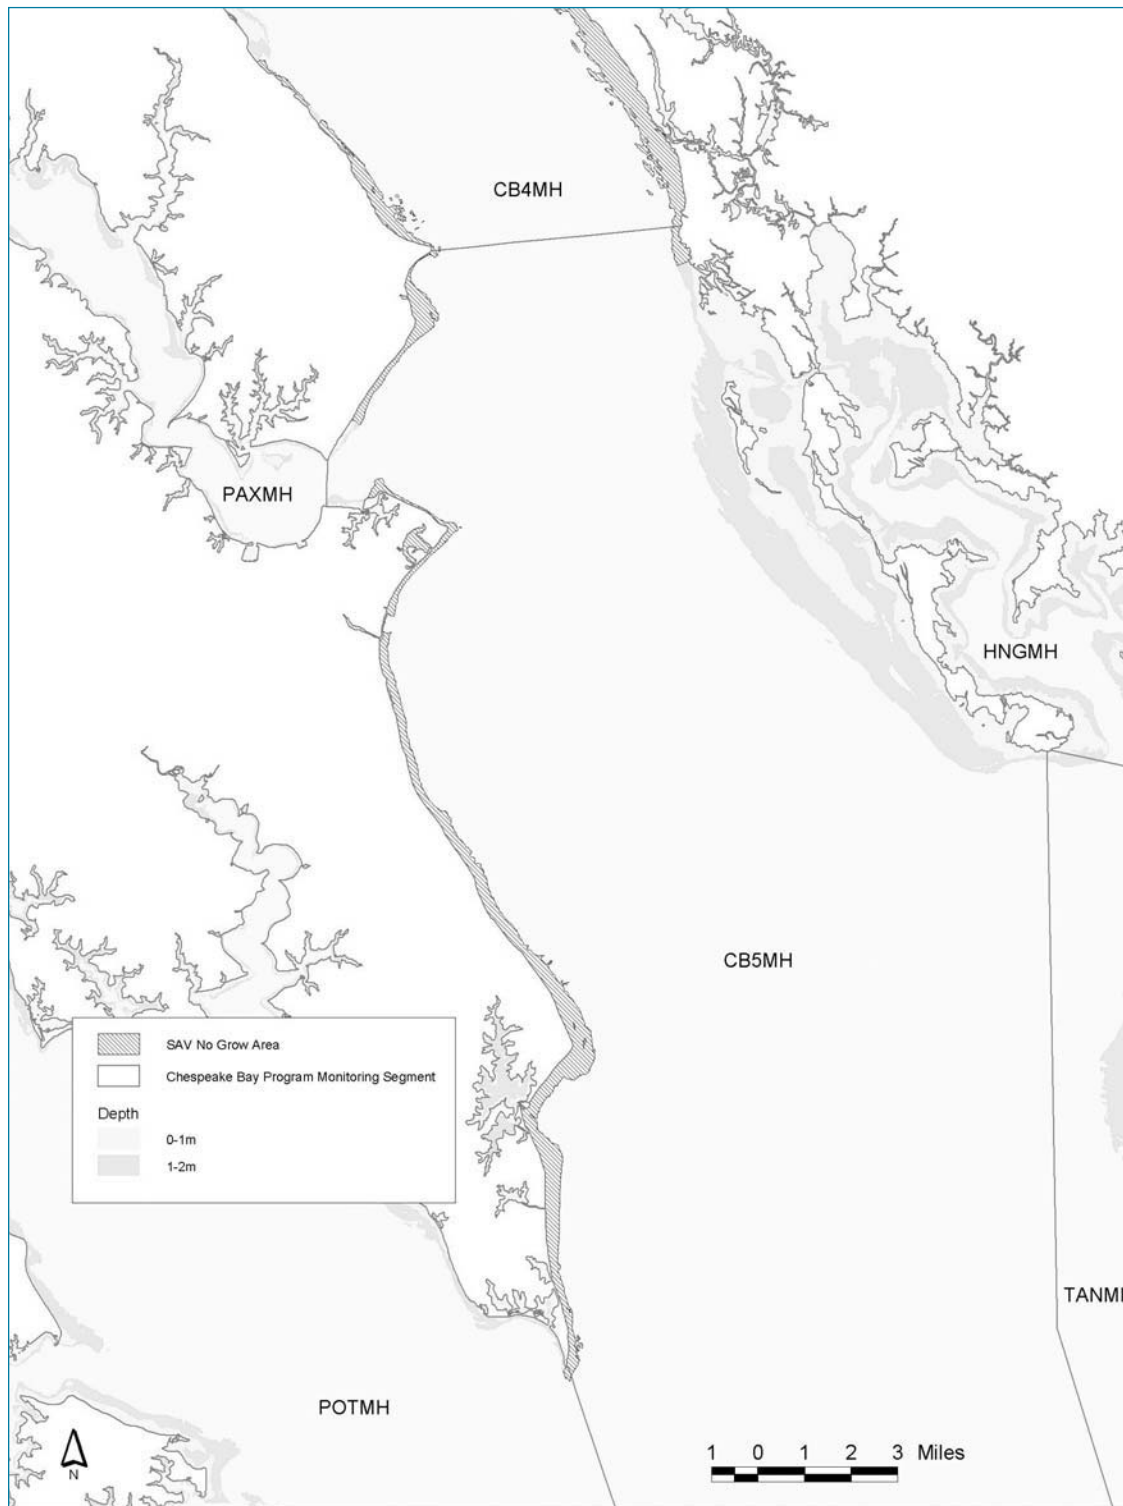 CB4MH
PAXMH
HNGMH
CB5MH
SAV No Grow Area
Chespeake Bay Program Monitoring Segment
Depth
0-1m
1-2m
TANM
POTMH
N
1 0 1 2 3 Miles